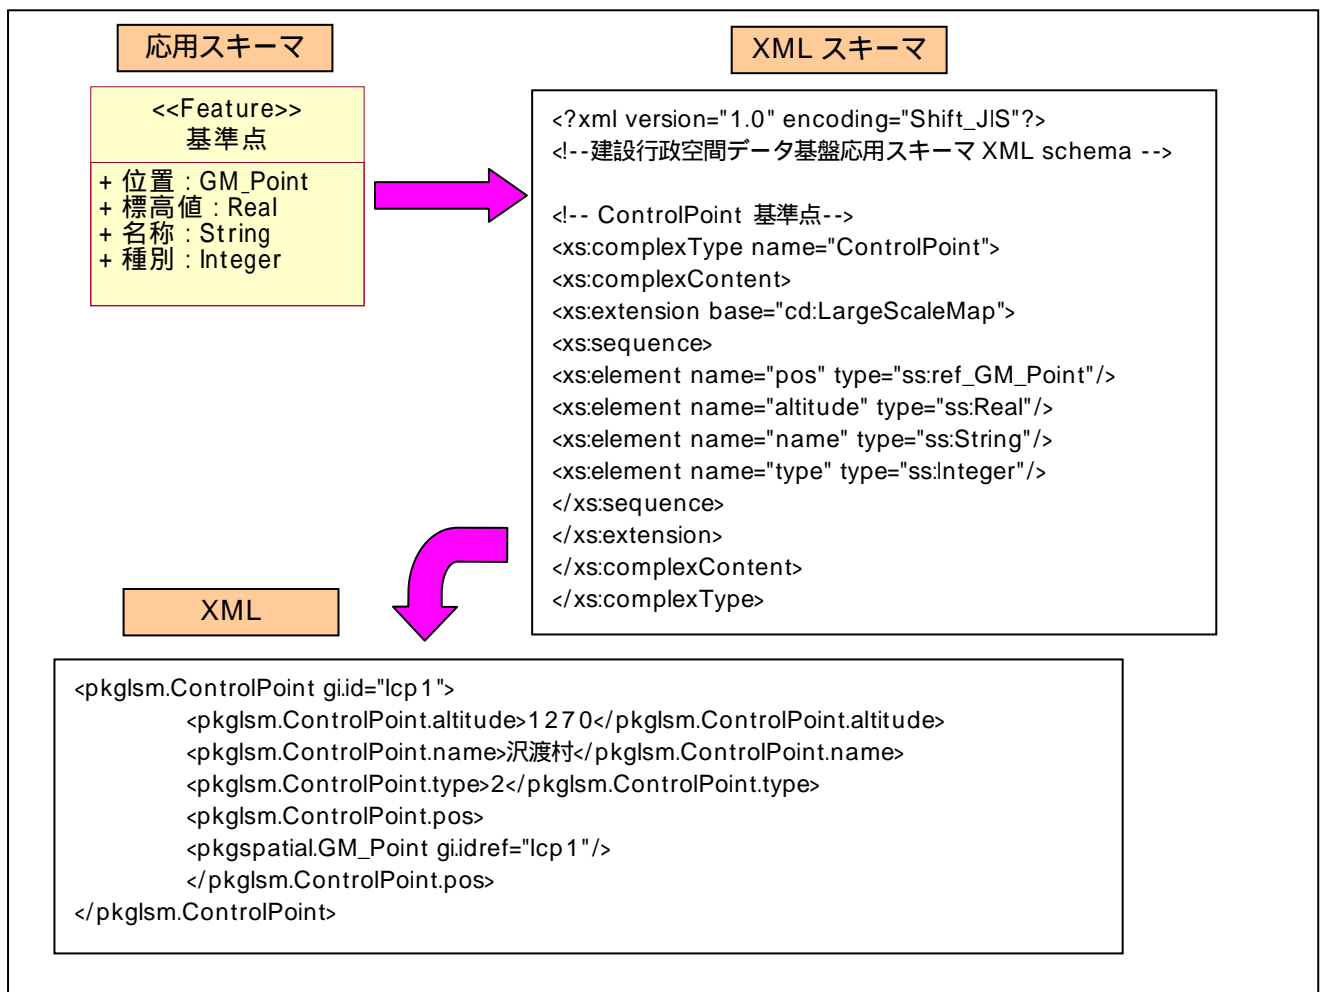 応用スキーマ
<<Feature>>
基準点
+ 位置 : GM_Point
+ 標高値 : Real
+ 名称 : String
+ 種別 : Integer
XML スキーマ
<?xml version="1.0" encoding="Shift_JIS"?>
<!--建設行政空間データ基盤応用スキーマ XML schema -->
<!-- ControlPoint 基準点-->
<xs:complexType name="ControlPoint">
<xs:complexContent>
<xs:extension base="cd:LargeScaleMap">
<xs:sequence>
<xs:element name="pos" type="ss:ref_GM_Point"/>
<xs:element name="altitude" type="ss:Real"/>
<xs:element name="name" type="ss:String"/>
<xs:element name="type" type="ss:Integer"/>
</xs:sequence>
</xs:extension>
</xs:complexContent>
</xs:complexType>
XML
<pkglsm.ControlPoint gi.id="lcp1">
<pkglsm.ControlPoint.altitude>1270</pkglsm.ControlPoint.altitude>
<pkglsm.ControlPoint.name>沢渡村</pkglsm.ControlPoint.name>
<pkglsm.ControlPoint.type>2</pkglsm.ControlPoint.type>
<pkglsm.ControlPoint.pos>
<pkgspatial.GM_Point gi.idref="lcp1"/>
</pkglsm.ControlPoint.pos>
</pkglsm.ControlPoint>